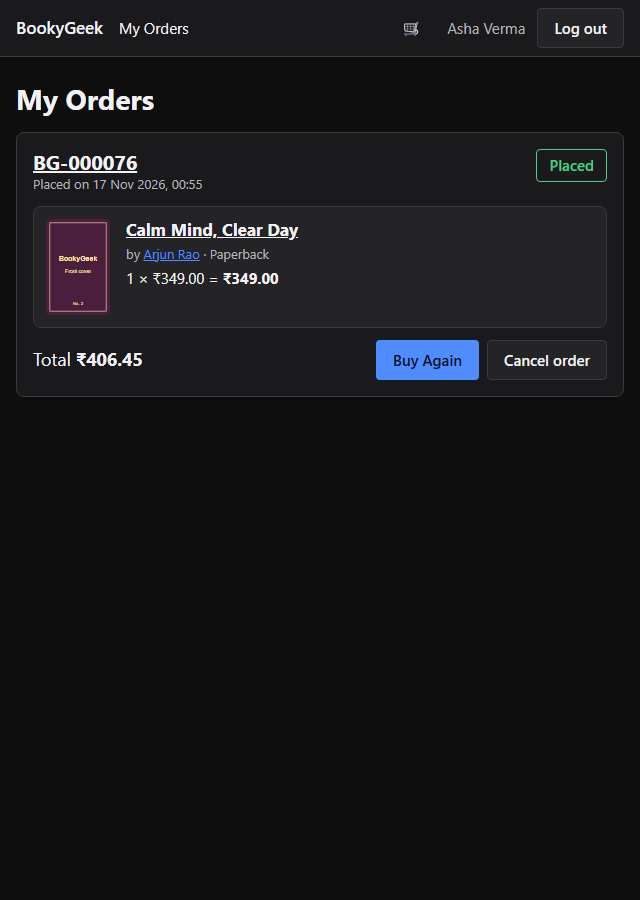 BookyGeek My Orders Asha Verma Log out
My Orders
BG-000076 Placed
Placed on 17 Nov 2026, 00:55
Calm Mind, Clear Day
by Arjun Rao · Paperback
1 × ₹349.00 = ₹349.00
BookyGeek
Front cover
No. 2
Total ₹406.45 Buy Again Cancel order